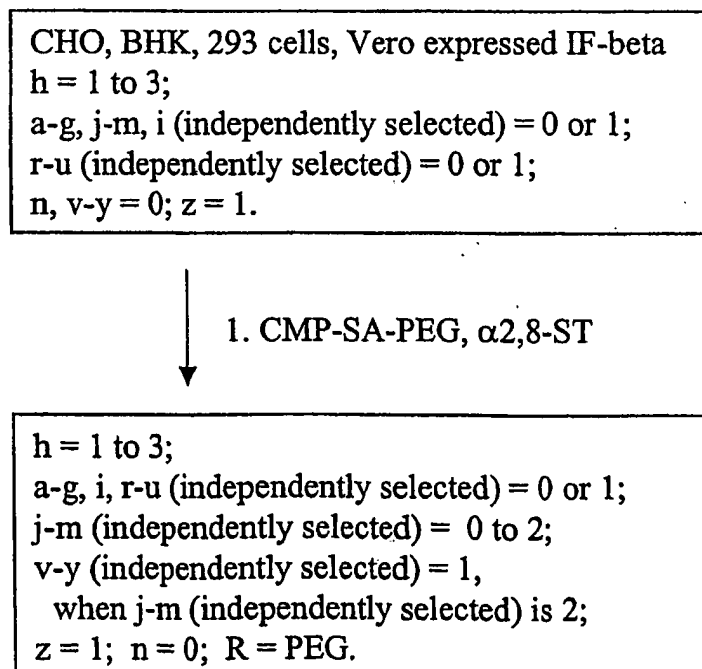 CHO, BHK, 293 cells, Vero expressed IF-beta
h = 1 to 3;
a-g, j-m, i (independently selected) = 0 or 1;
r-u (independently selected) = 0 or 1;
n, v-y = 0; z = 1.
1. CMP-SA-PEG, α2,8-ST
h = 1 to 3;
a-g, i, r-u (independently selected) = 0 or 1;
j-m (independently selected) = 0 to 2;
v-y (independently selected) = 1,
when j-m (independently selected) is 2;
z = 1; n = 0; R = PEG.